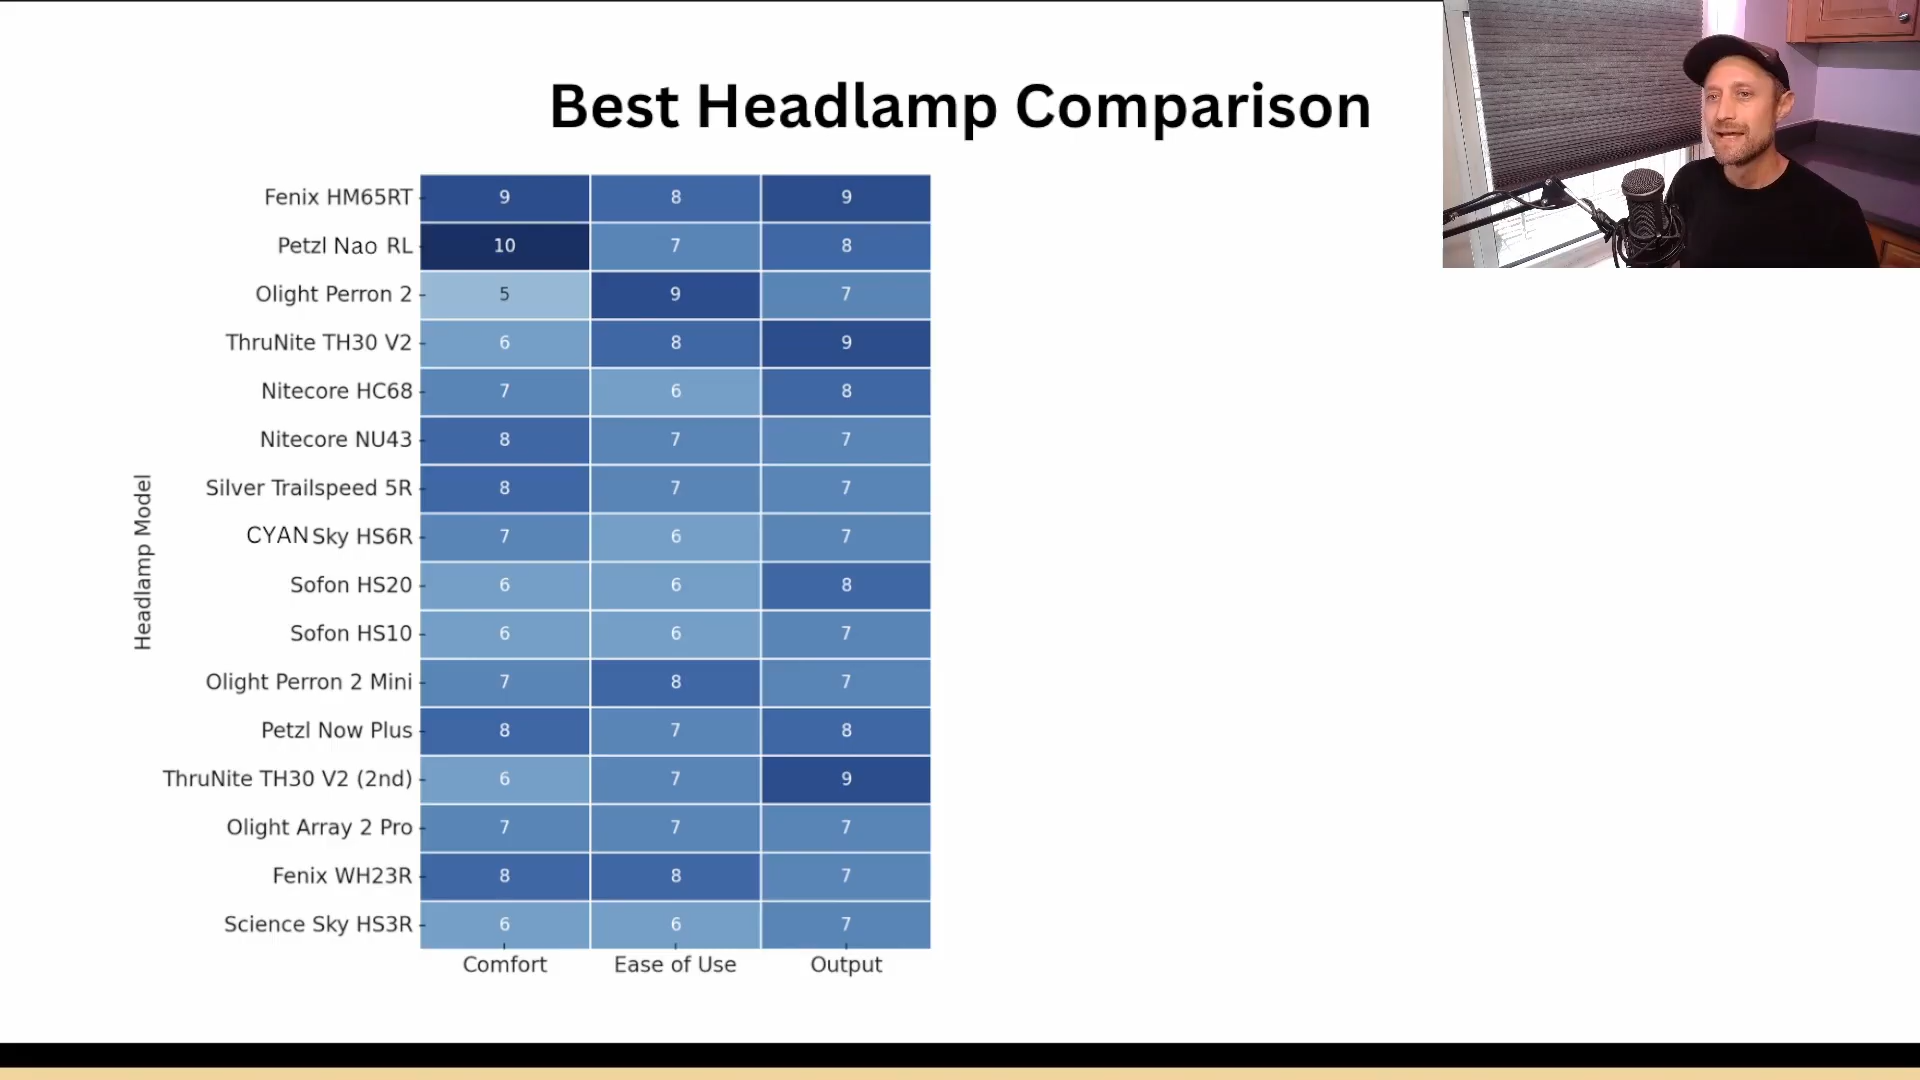 Best Headlamp Comparison
Fenix HM65RT 9 8 9
Petzl Nao RL 10 7 8
Olight Perron 2 5 9 7
ThruNite TH30 V2 6 8 9
Nitecore HC68 7 6 8
Nitecore NU43 8 7 7
Silver Trailspeed 5R 8 7 7
CYAN Sky HS6R 7 6 7
Sofon HS20 6 6 8
Sofon HS10 6 6 7
Olight Perron 2 Mini 7 8 7
Petzl Now Plus 8 7 8
ThruNite TH30 V2 (2nd) 6 7 9
Olight Array 2 Pro 7 7 7
Fenix WH23R 8 8 7
Science Sky HS3R 6 6 7
Comfort Ease of Use Output
Headlamp Model